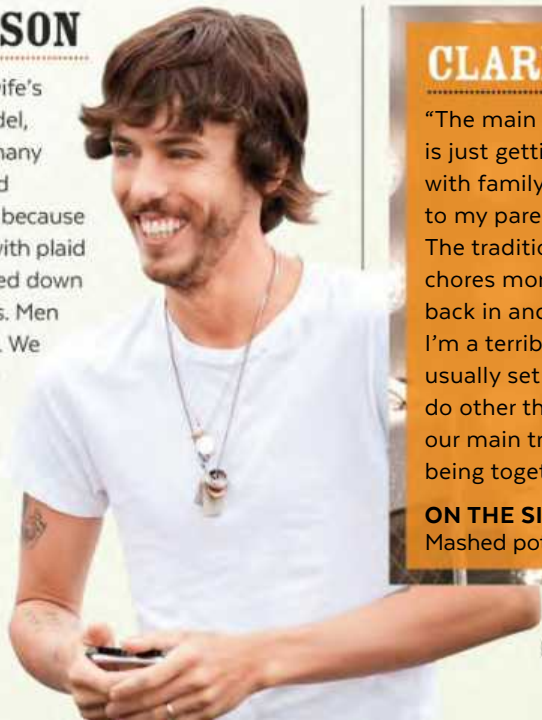 SON
ife's
del,
many
d
because
with plaid
ed down
s. Men
. We
CLAR
“The main
is just getti
with family
to my pare
The traditio
chores mor
back in and
I'm a terrib
usually set
do other th
our main tr
being toget
ON THE SI
Mashed pot